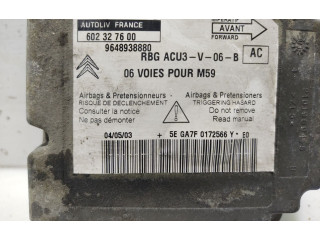 AUTOLIV FRANCE
602 32 76 00
9648938880
AVANT
FORWARD
RBG ACU3-V-06-B
AC
06 VOIES POUR M59
Airbags & Pretensionneurs
RISQUE DE DECLENCHEMENT
Consulter la notice
Ne pas démonter
Airbags & Pretensioners
TRIGGERING HASARD
Do not remove
Read Manual
04/05/03 + 5E GA7F 0172566 Y * E0